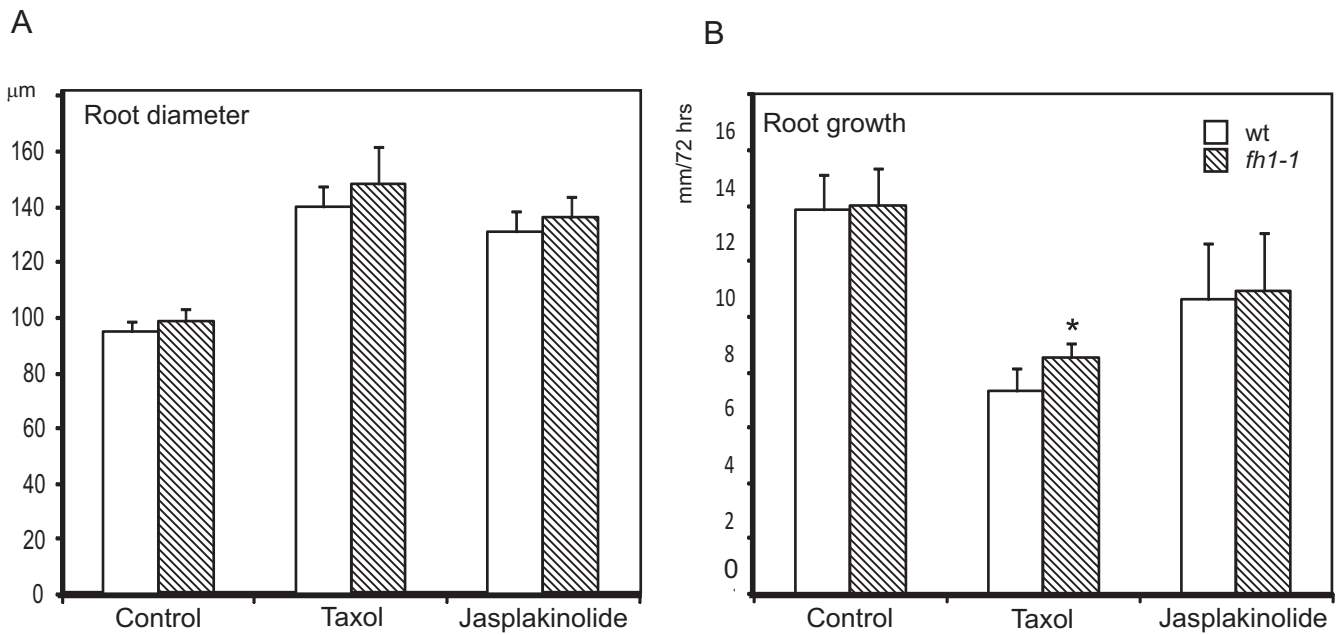 A
μm
Root diameter
160
140
120
100
80
60
40
20
0
Control Taxol Jasplakinolide
B
mm/72 hrs
Root growth
wt
fh1-1
16
14
12
10
8
6
4
2
0
*
Control Taxol Jasplakinolide